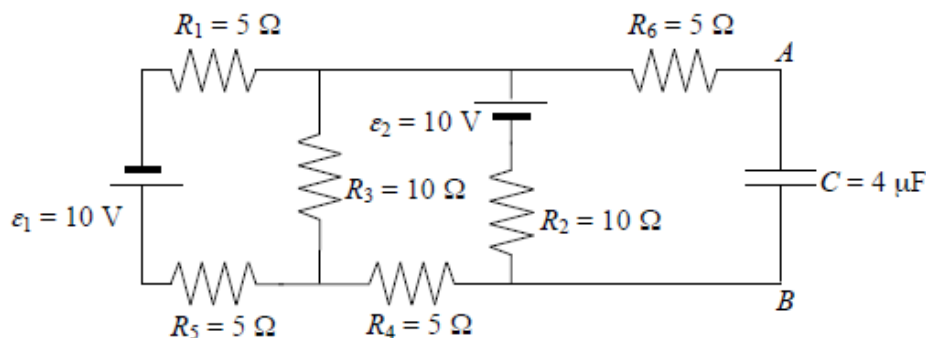 R₁ = 5 Ω
R₆ = 5 Ω
A
ε₂ = 10 V
R₃ = 10 Ω
C = 4 μF
ε₁ = 10 V
R₂ = 10 Ω
B
R₅ = 5 Ω
R₄ = 5 Ω